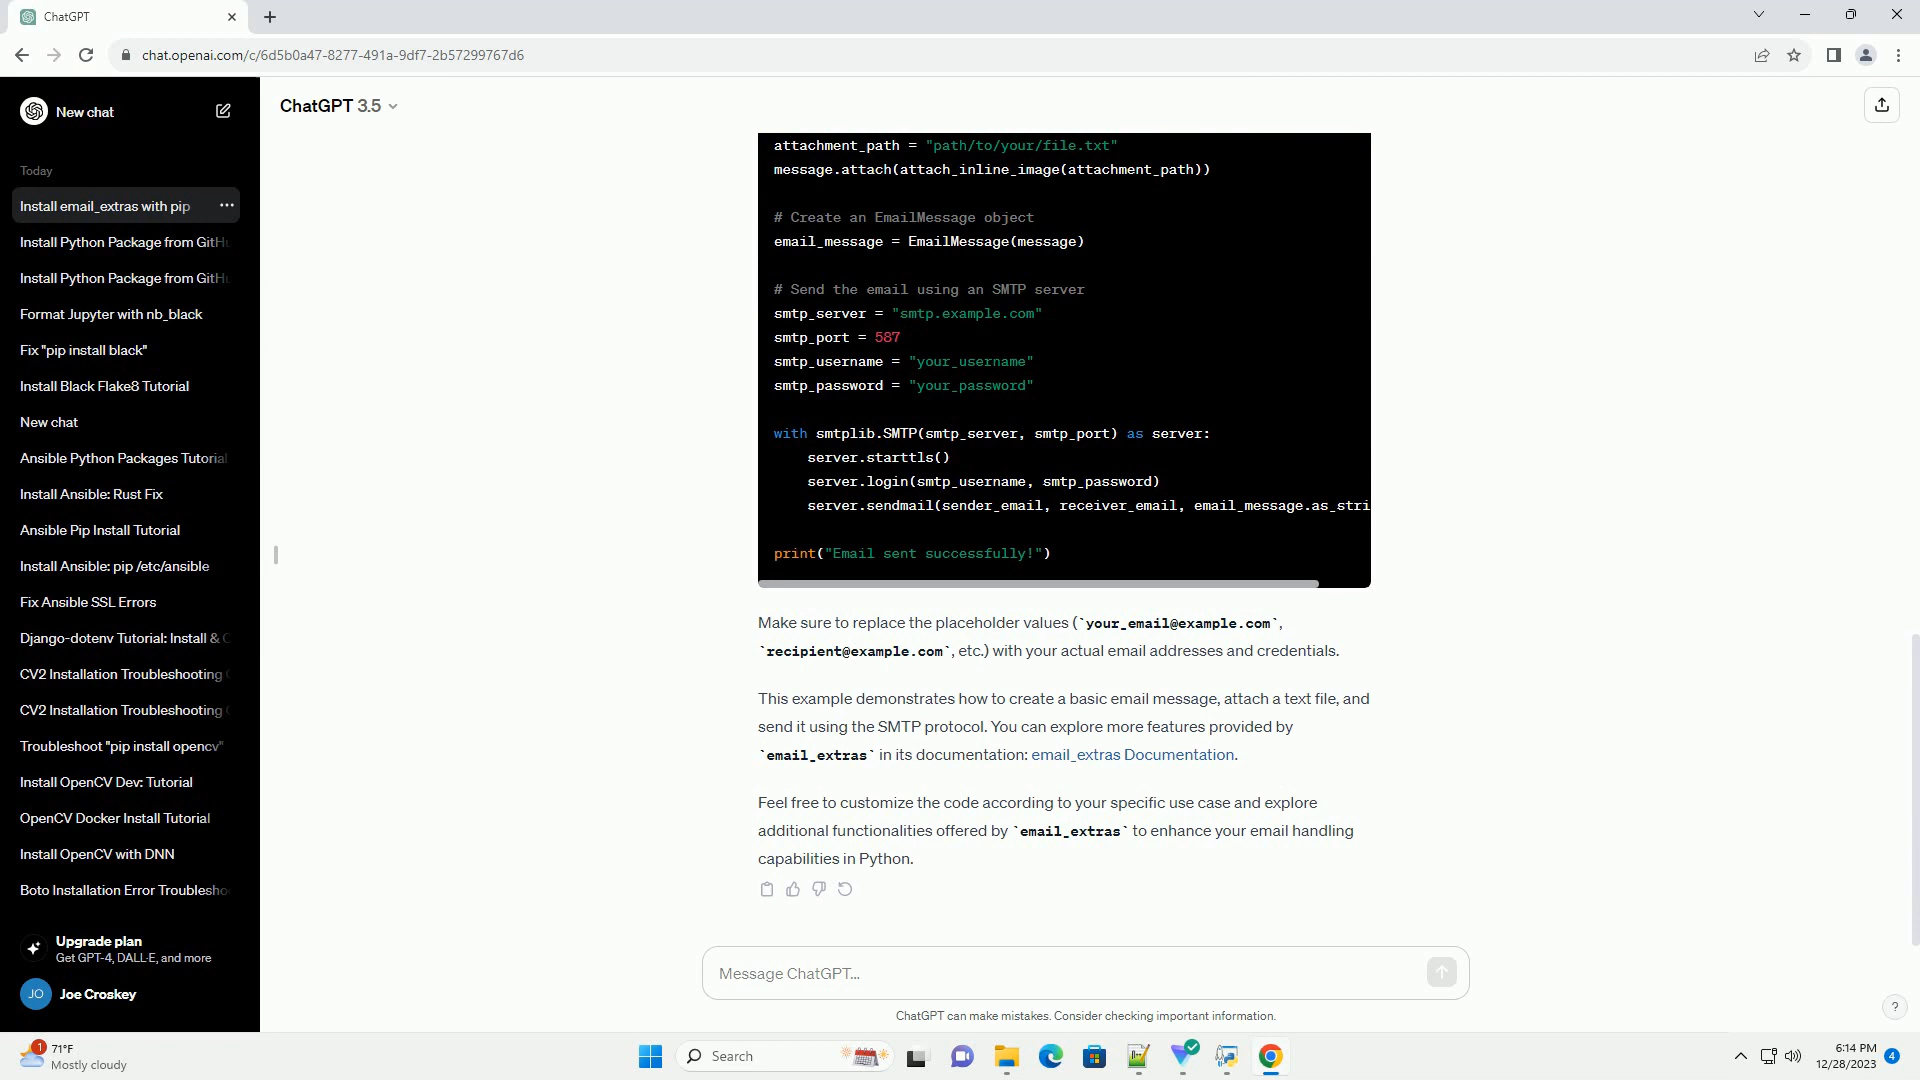 ChatGPT
chat.openai.com/c/6d5b0a47-8277-491a-9df7-2b57299767d6
New chat
Today
Install email_extras with pip
Install Python Package from GitHu
Install Python Package from GitHu
Format Jupyter with nb_black
Fix "pip install black"
Install Black Flake8 Tutorial
New chat
Ansible Python Packages Tutorial
Install Ansible: Rust Fix
Ansible Pip Install Tutorial
Install Ansible: pip /etc/ansible
Fix Ansible SSL Errors
Django-dotenv Tutorial: Install & C
CV2 Installation Troubleshooting
CV2 Installation Troubleshooting
Troubleshoot "pip install opencv"
Install OpenCV Dev: Tutorial
OpenCV Docker Install Tutorial
Install OpenCV with DNN
Boto Installation Error Troublesho
Upgrade plan
Get GPT-4, DALL·E, and more
JO
Joe Croskey
ChatGPT 3.5
attachment_path = "path/to/your/file.txt"
message.attach(attach_inline_image(attachment_path))
# Create an EmailMessage object
email_message = EmailMessage(message)
# Send the email using an SMTP server
smtp_server = "smtp.example.com"
smtp_port = 587
smtp_username = "your_username"
smtp_password = "your_password"
with smtplib.SMTP(smtp_server, smtp_port) as server:
server.starttls()
server.login(smtp_username, smtp_password)
server.sendmail(sender_email, receiver_email, email_message.as_stri
print("Email sent successfully!")
Make sure to replace the placeholder values (`your_email@example.com`,
`recipient@example.com`, etc.) with your actual email addresses and credentials.
This example demonstrates how to create a basic email message, attach a text file, and
send it using the SMTP protocol. You can explore more features provided by
`email_extras` in its documentation: email_extras Documentation.
Feel free to customize the code according to your specific use case and explore
additional functionalities offered by `email_extras` to enhance your email handling
capabilities in Python.
Message ChatGPT...
ChatGPT can make mistakes. Consider checking important information.
?
1
71°F
Mostly cloudy
Search
6:14 PM
12/28/2023
4